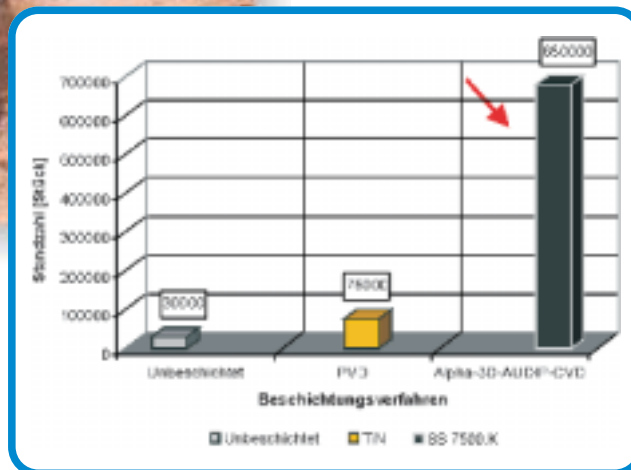 650000
700000
600000
500000
400000
300000
200000
100000
0
Standzahl [Stück]
30000
75000
Unbeschichtet
PVD
Alpha-3D-AUDIP-CVD
Beschichtungsverfahren
Unbeschichtet
TiN
BS 7500.K